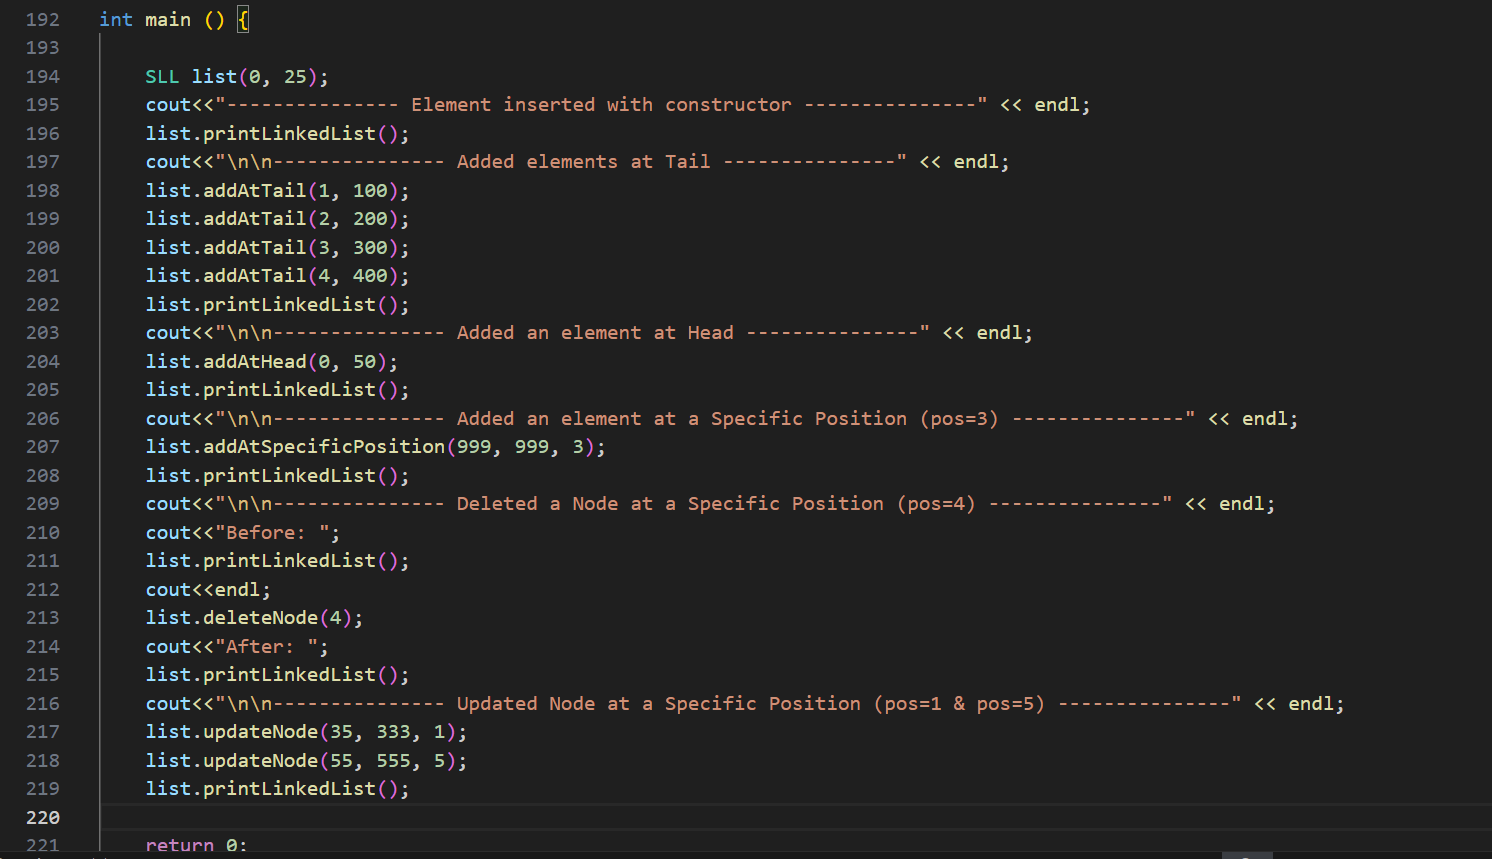 192 int main () {
193
194 SLL list(0, 25);
195 cout<<"--------------- Element inserted with constructor ---------------" << endl;
196 list.printLinkedList();
197 cout<<"\n\n--------------- Added elements at Tail ---------------" << endl;
198 list.addAtTail(1, 100);
199 list.addAtTail(2, 200);
200 list.addAtTail(3, 300);
201 list.addAtTail(4, 400);
202 list.printLinkedList();
203 cout<<"\n\n--------------- Added an element at Head ---------------" << endl;
204 list.addAtHead(0, 50);
205 list.printLinkedList();
206 cout<<"\n\n--------------- Added an element at a Specific Position (pos=3) ---------------" << endl;
207 list.addAtSpecificPosition(999, 999, 3);
208 list.printLinkedList();
209 cout<<"\n\n--------------- Deleted a Node at a Specific Position (pos=4) ---------------" << endl;
210 cout<<"Before: ";
211 list.printLinkedList();
212 cout<<endl;
213 list.deleteNode(4);
214 cout<<"After: ";
215 list.printLinkedList();
216 cout<<"\n\n--------------- Updated Node at a Specific Position (pos=1 & pos=5) ---------------" << endl;
217 list.updateNode(35, 333, 1);
218 list.updateNode(55, 555, 5);
219 list.printLinkedList();
220
221 return 0;